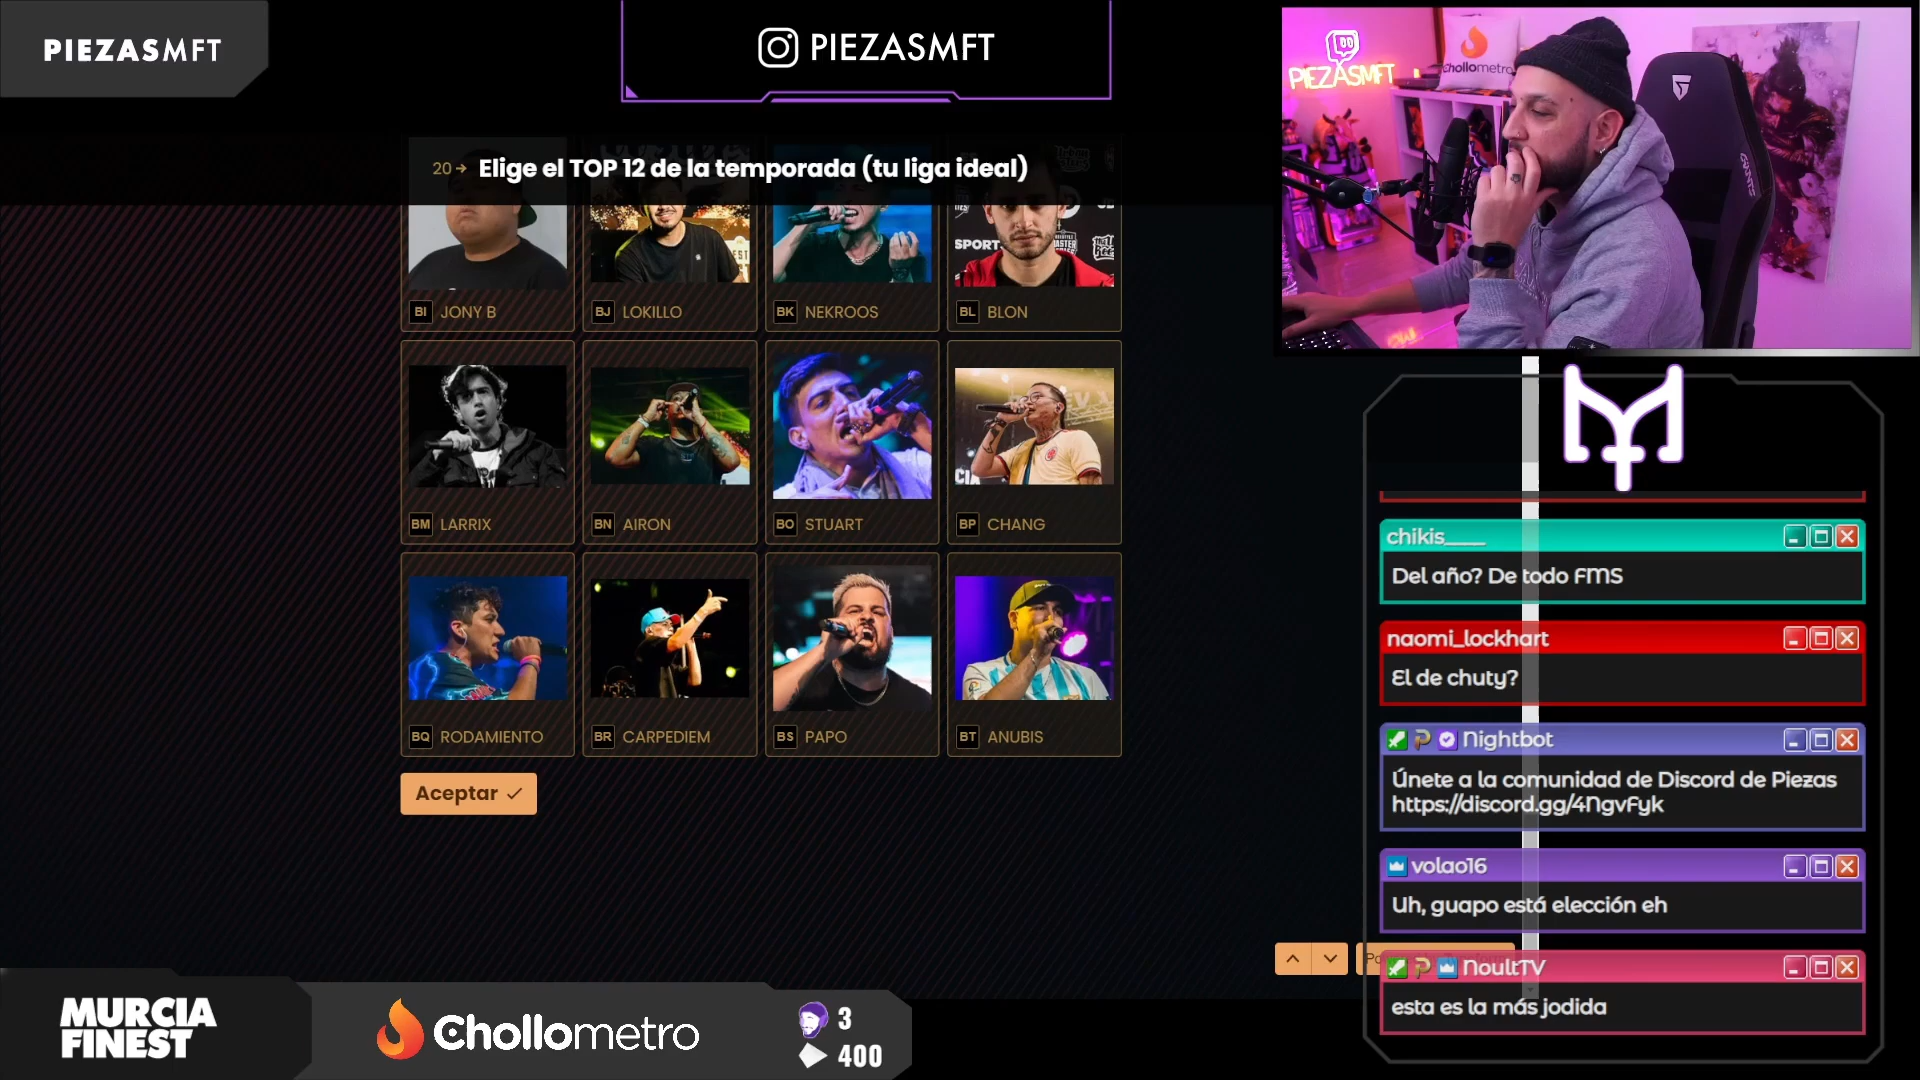 PIEZASMFT
PIEZASMFT
20
Elige el TOP 12 de la temporada (tu liga ideal)
SPORT
BI JONY B
BJ LOKILLO
BK NEKROOS
BL BLON
BM LARRIX
BN AIRON
BO STUART
BP CHANG
BQ RODAMIENTO
BR CARPEDIEM
BS PAPO
BT ANUBIS
Aceptar
PIEZASMFT
Chollometro
chikis____
Del año? De todo FMS
naomi_lockhart
El de chuty?
Nightbot
Únete a la comunidad de Discord de Piezas
https://discord.gg/4NgvFyk
volao16
Uh, guapo está elección eh
NoultTV
esta es la más jodida
MURCIA
FINEST
Chollometro
3
400